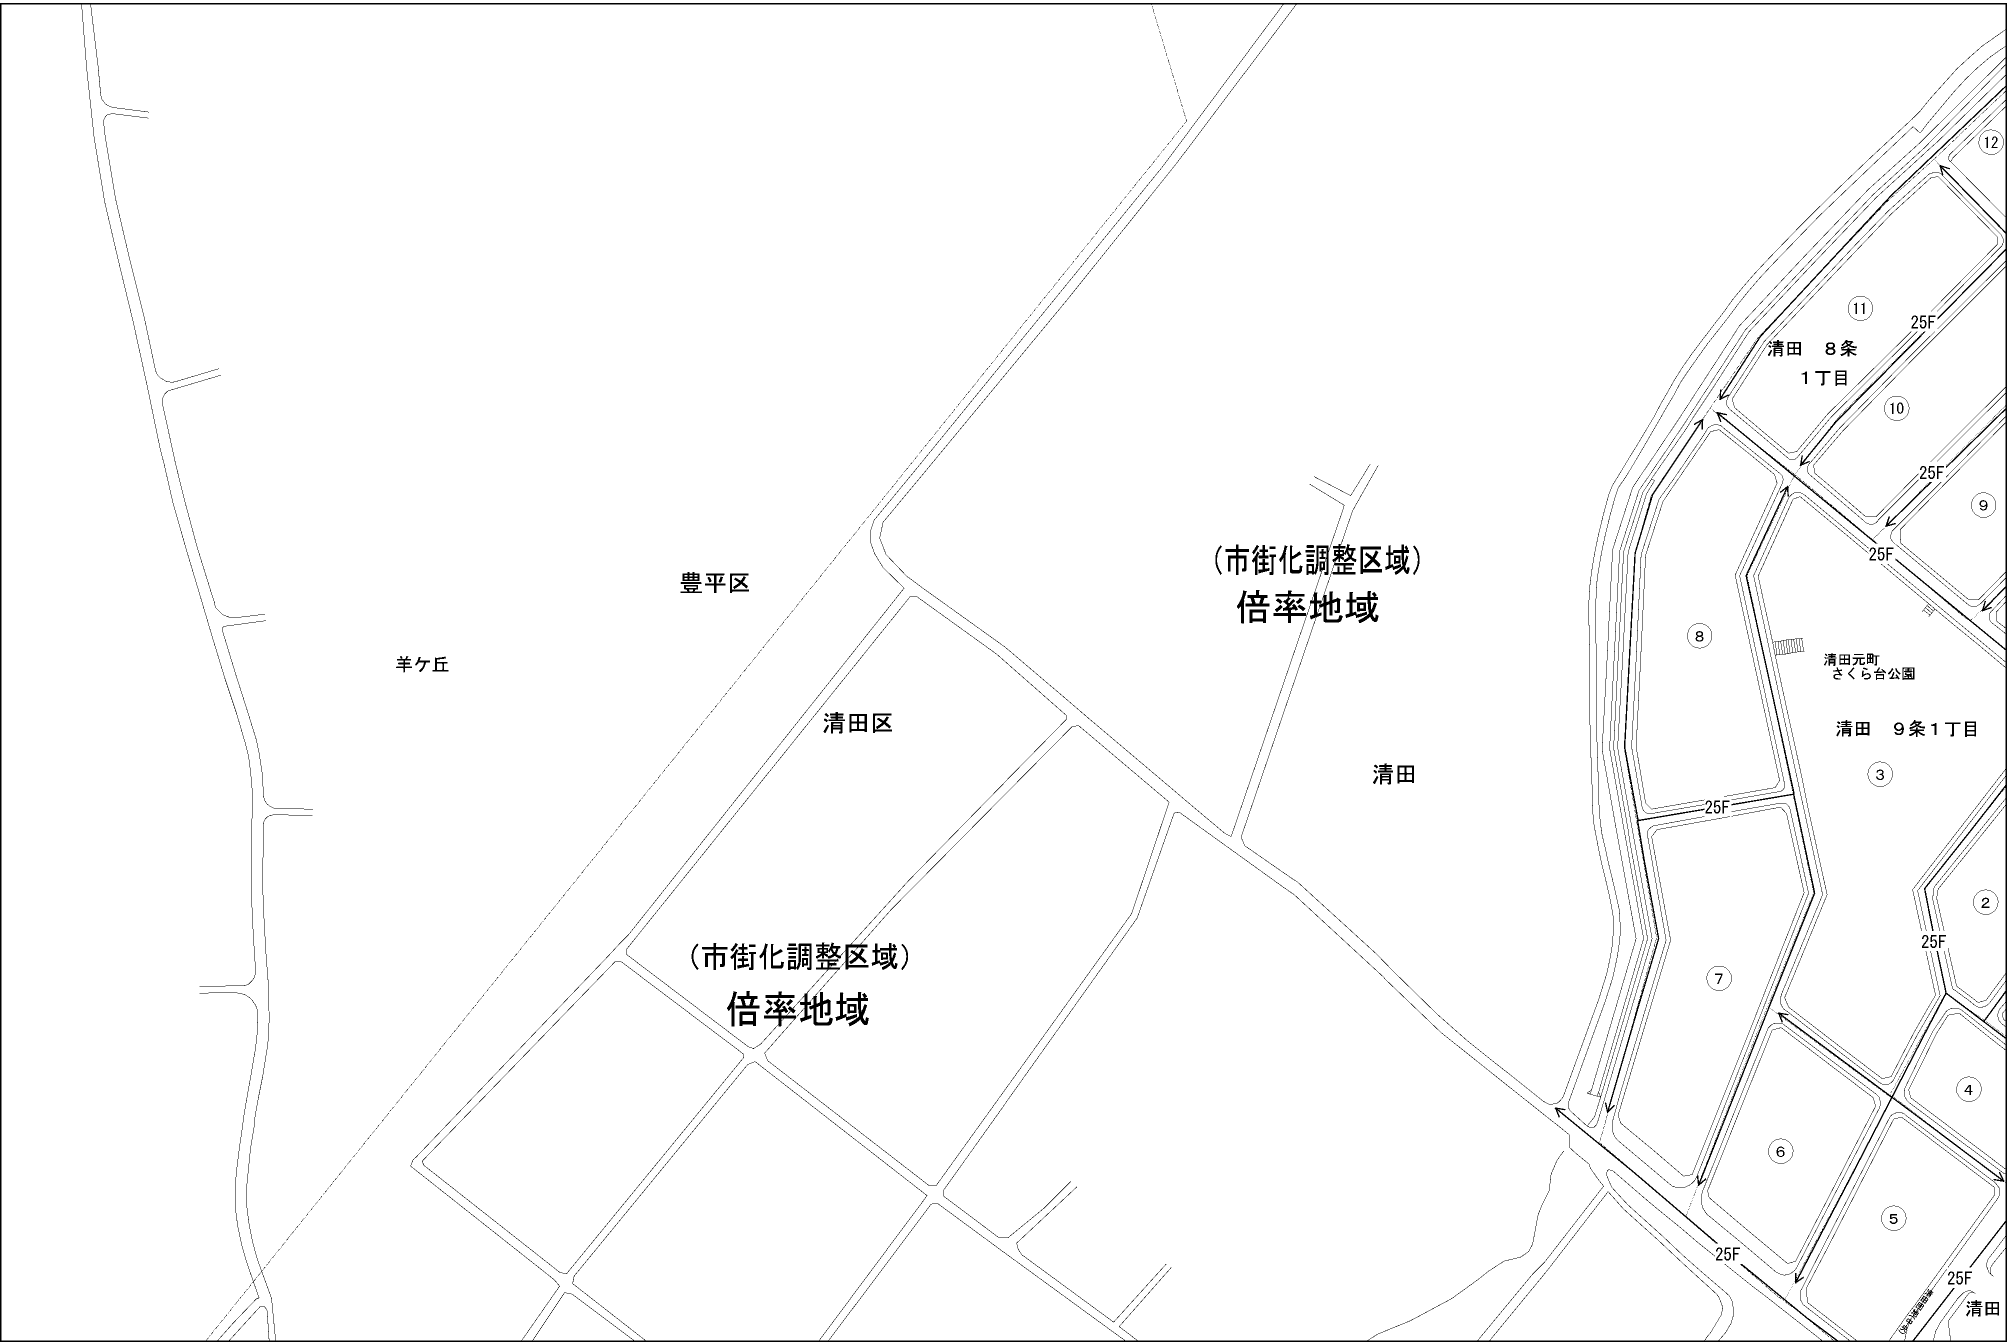 12
11
25F
清田 8条
1丁目
10
25F
9
25F
(市街化調整区域)
倍率地域
豊平区
羊ケ丘
8
清田元町
さくら台公園
清田区
清田 9条1丁目
清田
3
25F
2
25F
(市街化調整区域)
倍率地域
7
4
6
5
25F
25F
清田